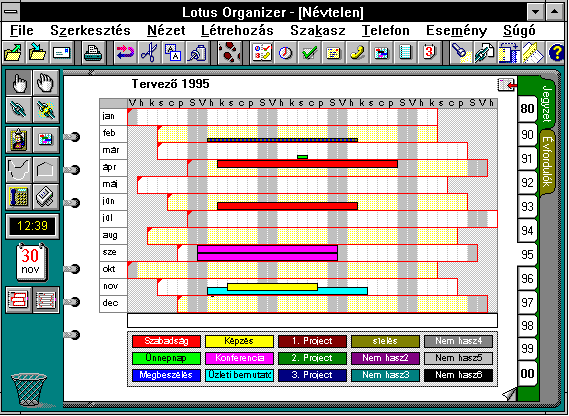 Lotus Organizer - [Névtelen]
File Szerkesztés Nézet Létrehozás Szakasz Telefon Esemény Súgó
Tervező 1995
V h k s c p S V h k s c p S V h k s c p S V h k s c p S V h k s c p S V h
jan
feb
már
ápr
máj
jún
júl
aug
sze
okt
nov
dec
12:39
30
nov
Szabadság Képzés 1. Project síelés Nem hasz4
Ünnepnap Konferencia 2. Project Nem hasz2 Nem hasz5
Megbeszélés Üzleti bemutató 3. Project Nem hasz3 Nem hasz6
80
90
91
92
93
94
95
96
97
98
99
00
Jegyzet
Évfordulók